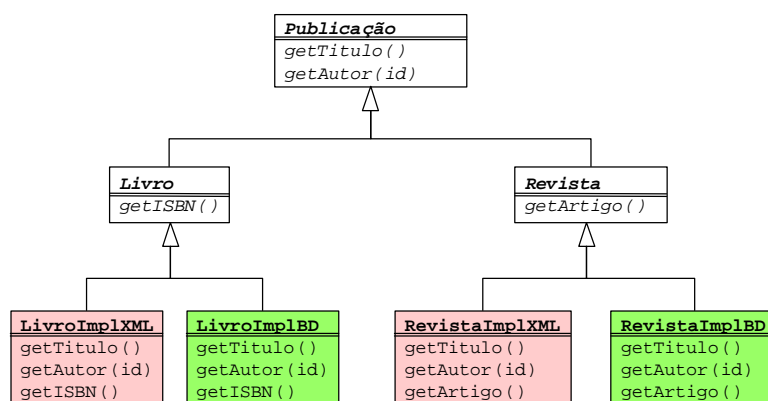 Publicação
getTitulo()
getAutor(id)
Livro
getISBN()
Revista
getArtigo()
LivroImplXML
getTitulo()
getAutor(id)
getISBN()
LivroImplBD
getTitulo()
getAutor(id)
getISBN()
RevistaImplXML
getTitulo()
getAutor(id)
getArtigo()
RevistaImplBD
getTitulo()
getAutor(id)
getArtigo()